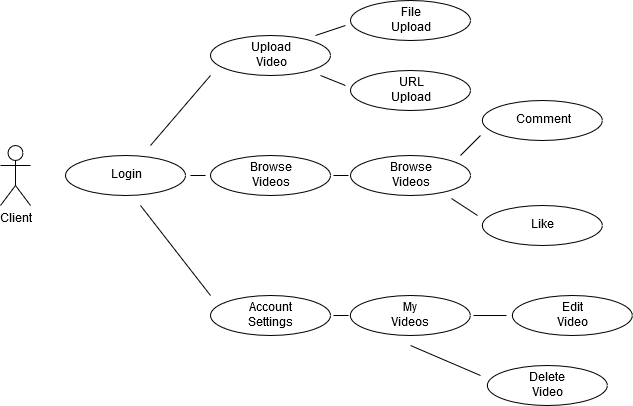 File
Upload
Upload
Video
URL
Upload
Comment
Login
Browse
Videos
Browse
Videos
Client
Like
Account
Settings
My
Videos
Edit
Video
Delete
Video